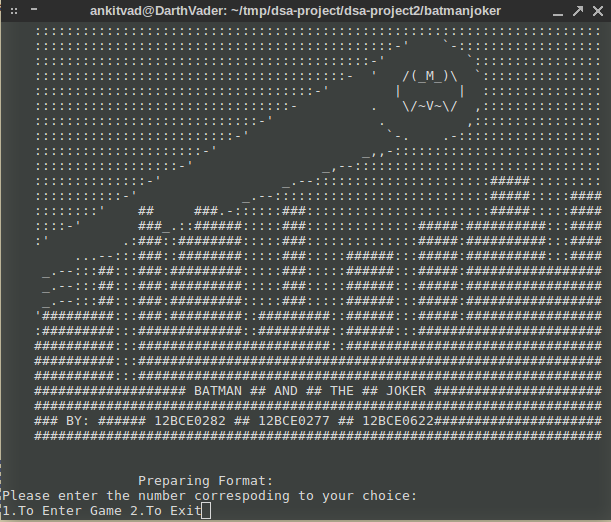 ankitvad@DarthVader: ~/tmp/dsa-project/dsa-project2/batmanjoker
BATMAN ## AND ## THE ## JOKER
### BY: ###### 12BCE0282 ## 12BCE0277 ## 12BCE0622
Preparing Format:
Please enter the number correspoding to your choice:
1.To Enter Game 2.To Exit